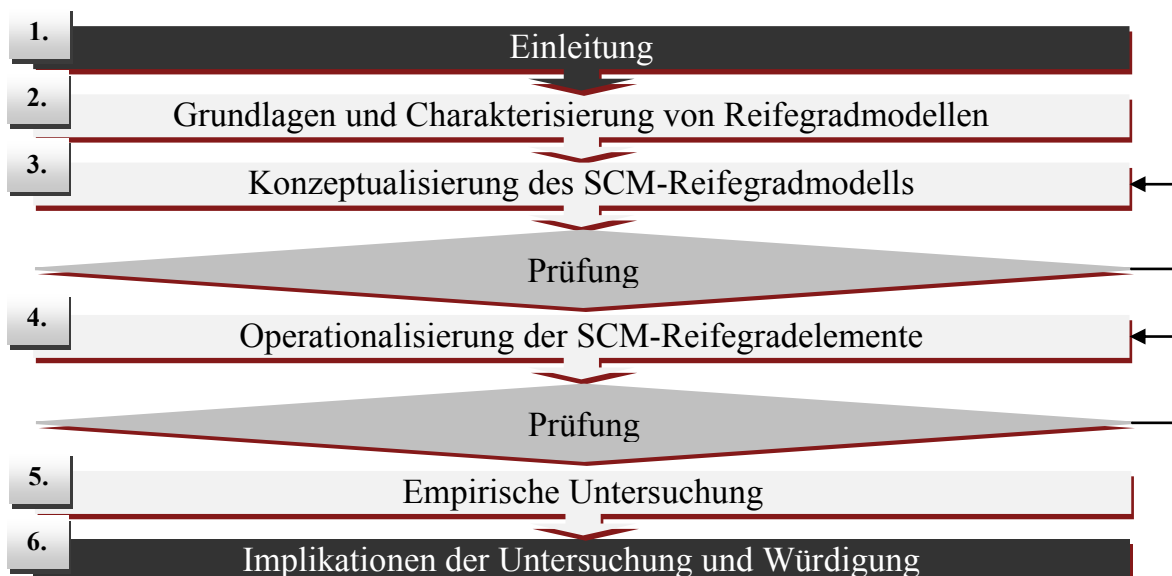 1.
Einleitung
2.
Grundlagen und Charakterisierung von Reifegradmodellen
3.
Konzeptualisierung des SCM-Reifegradmodells
Prüfung
4.
Operationalisierung der SCM-Reifegradelemente
Prüfung
5.
Empirische Untersuchung
6.
Implikationen der Untersuchung und Würdigung